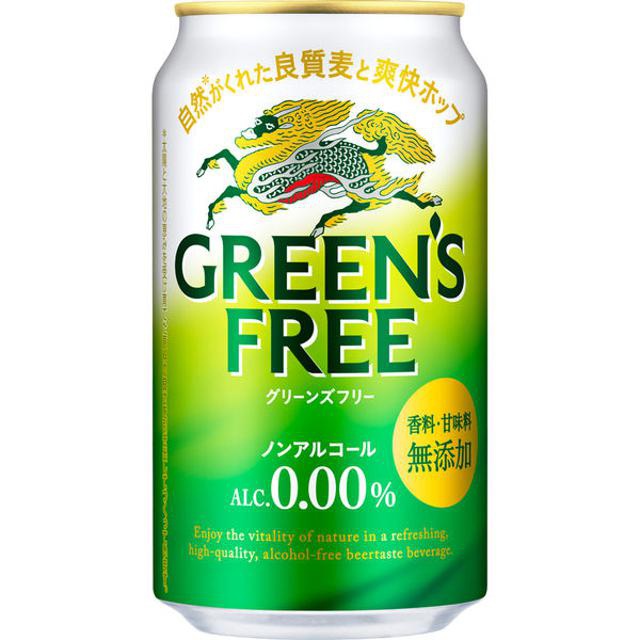 自然*がくれた良質麦と爽快ホップ
GREEN'S
FREE
グリーンズフリー
香料・甘味料
無添加
ノンアルコール
ALC.0.00%
Enjoy the vitality of nature in a refreshing,
high-quality, alcohol-free beertaste beverage.